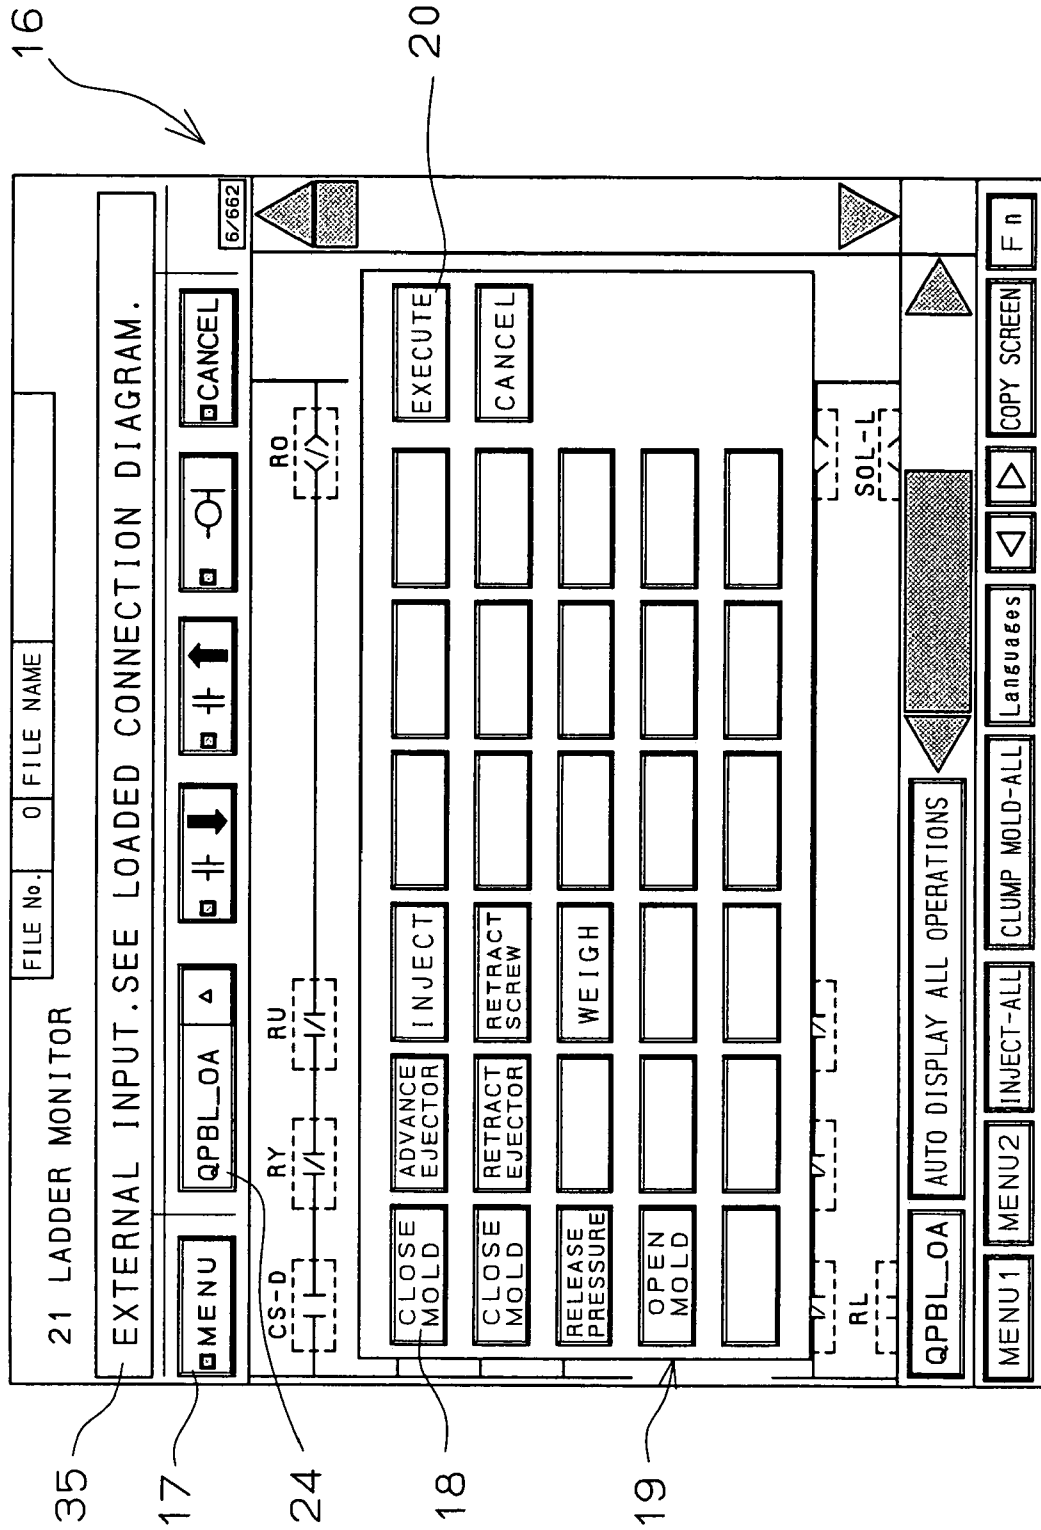 16
FILE No. 0 FILE NAME
21 LADDER MONITOR
35
EXTERNAL INPUT.SEE LOADED CONNECTION DIAGRAM.
17
MENU QPBL_OA CANCEL
6/662
24
CS-D RY RU RO
18
CLOSE MOLD
ADVANCE EJECTOR
INJECT
EXECUTE
20
CLOSE MOLD
RETRACT EJECTOR
RETRACT SCREW
CANCEL
RELEASE PRESSURE
WEIGH
OPEN MOLD
19
RL SOL-L
QPBL_OA AUTO DISPLAY ALL OPERATIONS
MENU1 MENU2 INJECT-ALL CLUMP MOLD-ALL Languages COPY SCREEN Fn